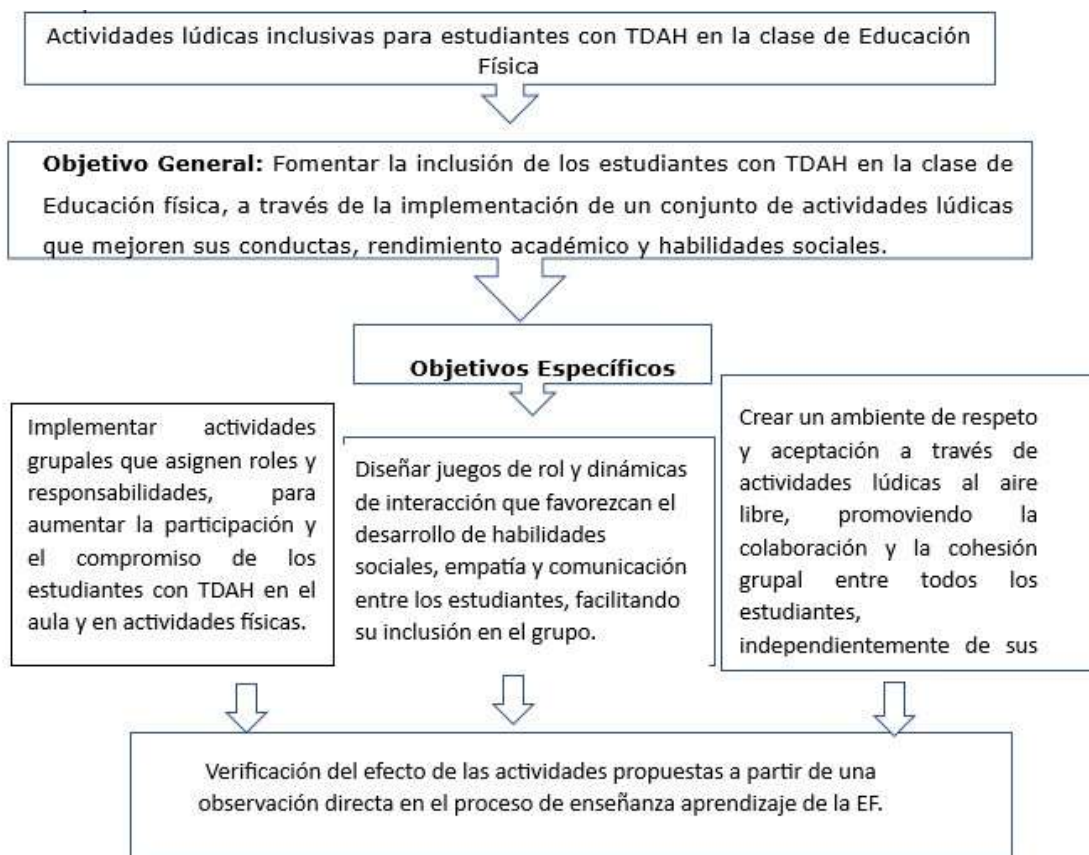 Actividades lúdicas inclusivas para estudiantes con TDAH en la clase de Educación
Física
Objetivo General: Fomentar la inclusión de los estudiantes con TDAH en la clase de
Educación física, a través de la implementación de un conjunto de actividades lúdicas
que mejoren sus conductas, rendimiento académico y habilidades sociales.
Objetivos Específicos
Implementar actividades
grupales que asignen roles y
responsabilidades, para
aumentar la participación y
el compromiso de los
estudiantes con TDAH en el
aula y en actividades físicas.
Diseñar juegos de rol y dinámicas
de interacción que favorezcan el
desarrollo de habilidades
sociales, empatía y comunicación
entre los estudiantes, facilitando
su inclusión en el grupo.
Crear un ambiente de respeto
y aceptación a través de
actividades lúdicas al aire
libre, promoviendo la
colaboración y la cohesión
grupal entre todos los
estudiantes,
independientemente de sus
Verificación del efecto de las actividades propuestas a partir de una
observación directa en el proceso de enseñanza aprendizaje de la EF.